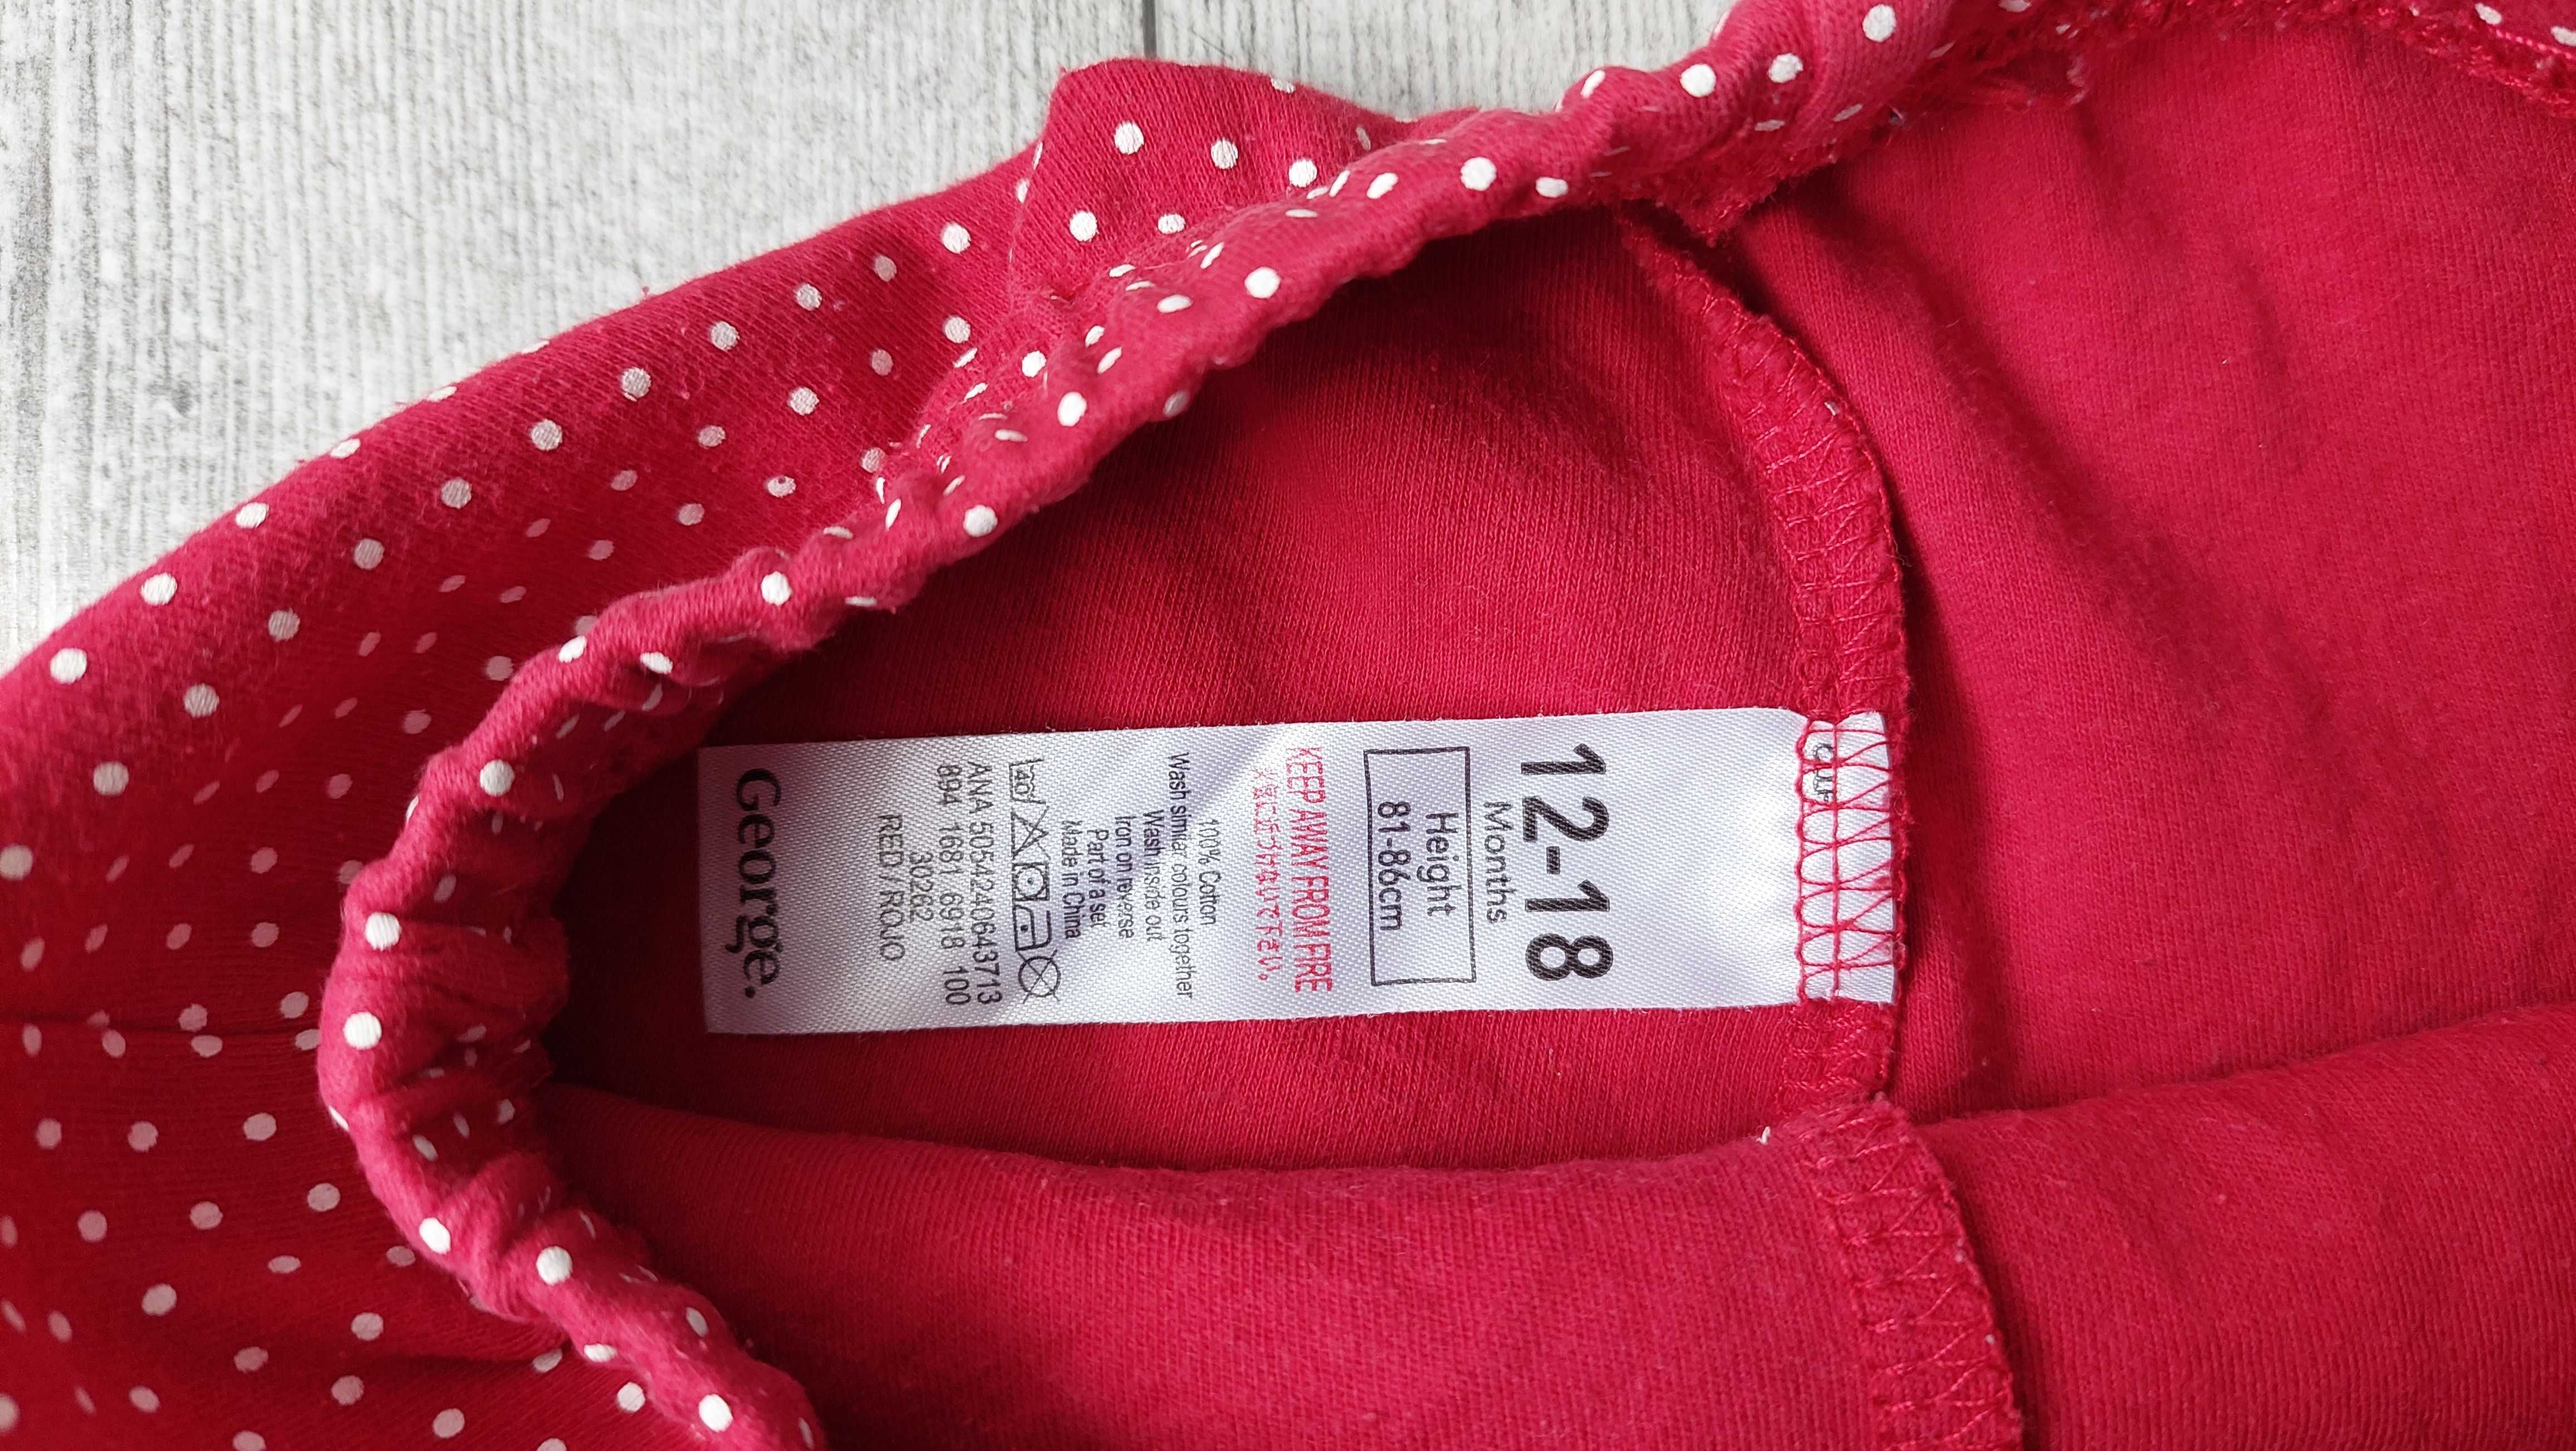 12-18
Months
Height
81-86cm
KEEP AWAY FROM FIRE
100% Cotton
Wash similar colours together
Wash inside out
Iron on reverse
Part of a set
Made in China
40
ANA 5054240643713
894 1681 6918 100
30262
RED / ROJO
George.